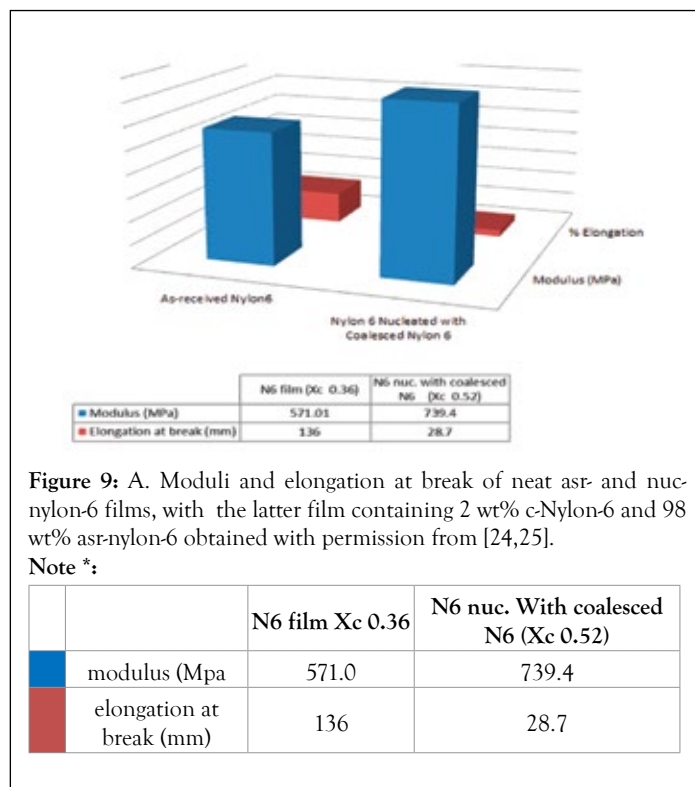 % Elongation
Modulus (MPa)
As-received Nylon6
Nylon 6 Nucleated with
Coalesced Nylon 6
N6 film (Xc 0.36) N6 nuc. with coalesced
N6 (Xc 0.52)
Modulus (MPa) 571.01 739.4
Elongation at break (mm) 136 28.7
Figure 9: A. Moduli and elongation at break of neat asr- and nuc-
nylon-6 films, with the latter film containing 2 wt% c-Nylon-6 and 98
wt% asr-nylon-6 obtained with permission from [24,25].
Note *:
N6 film Xc 0.36 N6 nuc. With coalesced
N6 (Xc 0.52)
modulus (Mpa 571.0 739.4
elongation at
break (mm) 136 28.7